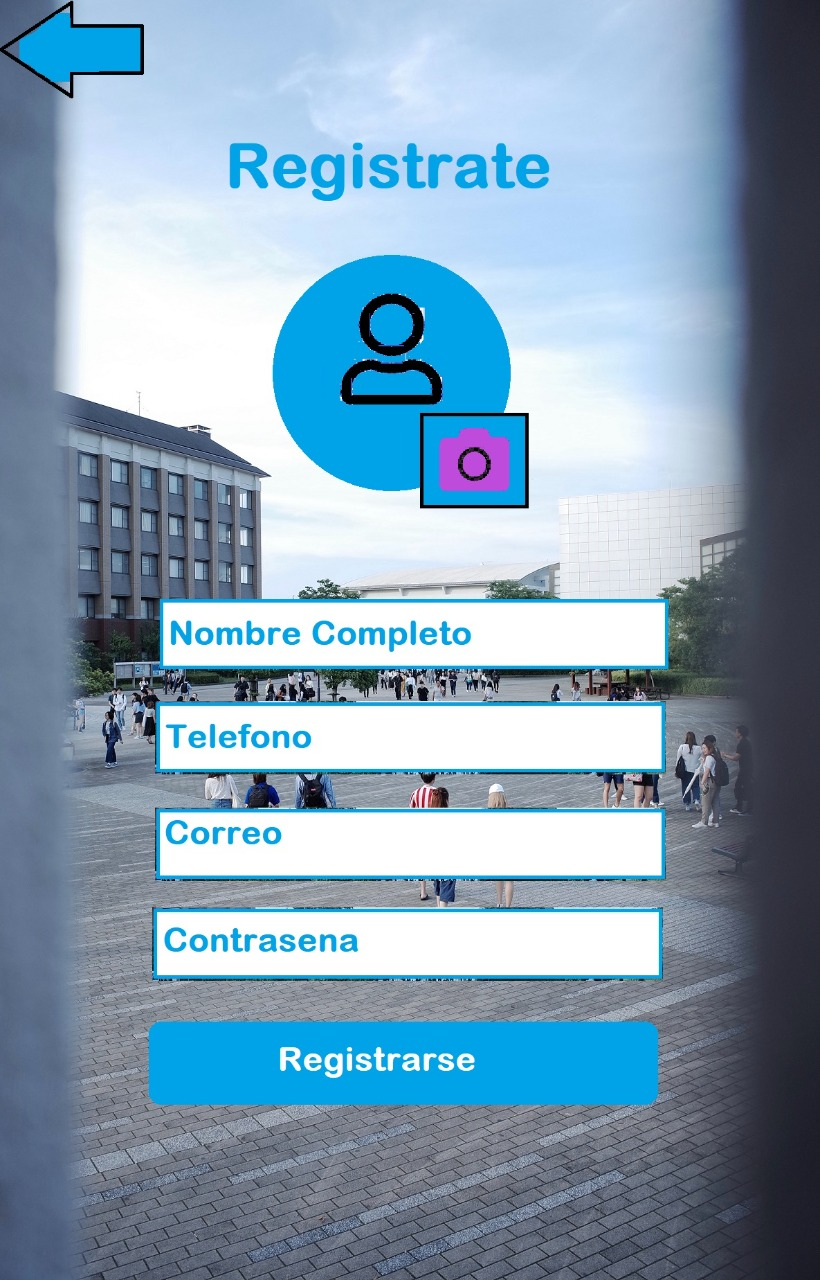 Registrate
Nombre Completo
Telefono
Correo
Contrasena
Registrarse